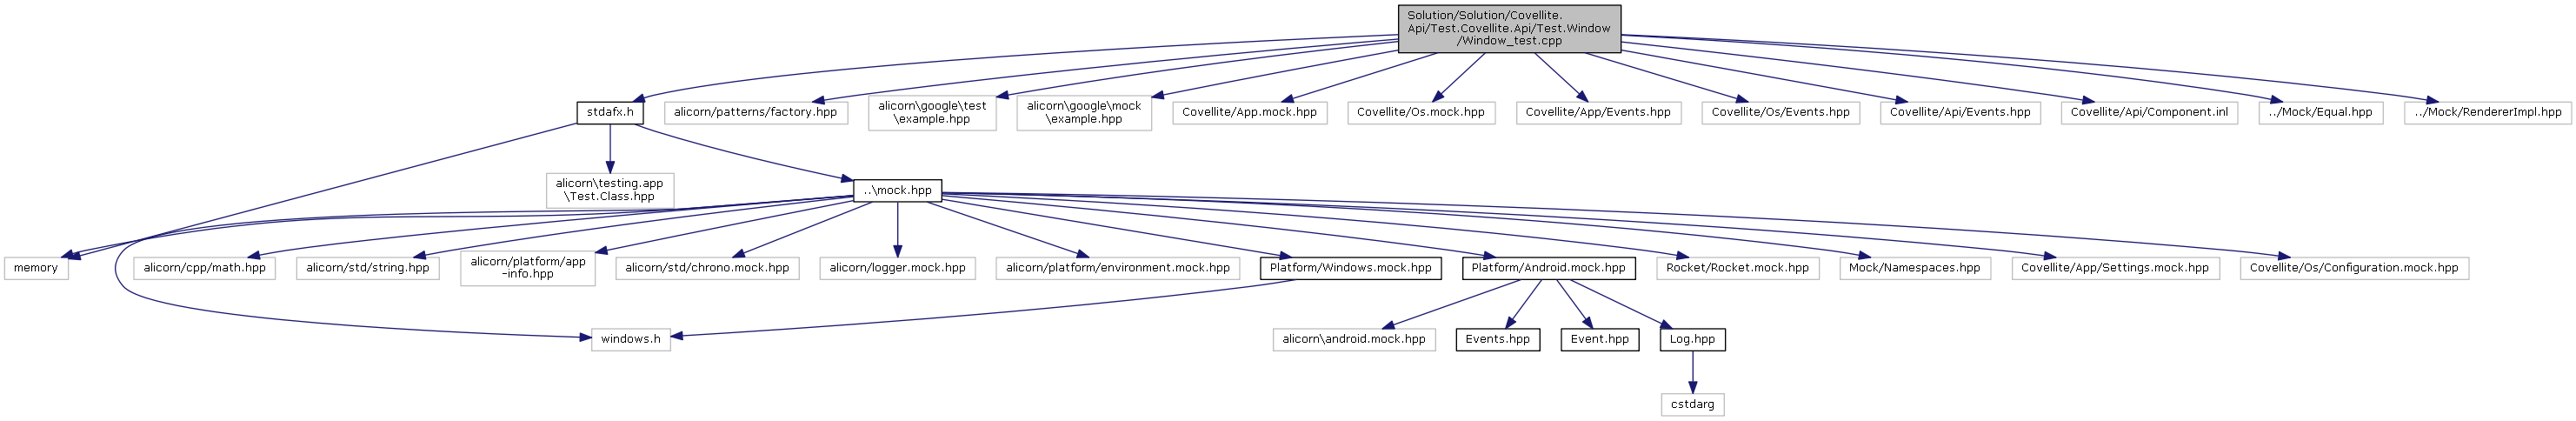 Solution/Solution/Covellite.
Api/Test.Covellite.Api/Test.Window
/Window_test.cpp
stdafx.h
alicorn/patterns/factory.hpp
alicorn\google\test
\example.hpp
alicorn\google\mock
\example.hpp
Covellite/App.mock.hpp
Covellite/Os.mock.hpp
Covellite/App/Events.hpp
Covellite/Os/Events.hpp
Covellite/Api/Events.hpp
Covellite/Api/Component.inl
../Mock/Equal.hpp
../Mock/RendererImpl.hpp
alicorn\testing.app
\Test.Class.hpp
..\mock.hpp
memory
alicorn/cpp/math.hpp
alicorn/std/string.hpp
alicorn/platform/app
-info.hpp
alicorn/std/chrono.mock.hpp
alicorn/logger.mock.hpp
alicorn/platform/environment.mock.hpp
Platform/Windows.mock.hpp
Platform/Android.mock.hpp
Rocket/Rocket.mock.hpp
Mock/Namespaces.hpp
Covellite/App/Settings.mock.hpp
Covellite/Os/Configuration.mock.hpp
windows.h
alicorn\android.mock.hpp
Events.hpp
Event.hpp
Log.hpp
cstdarg